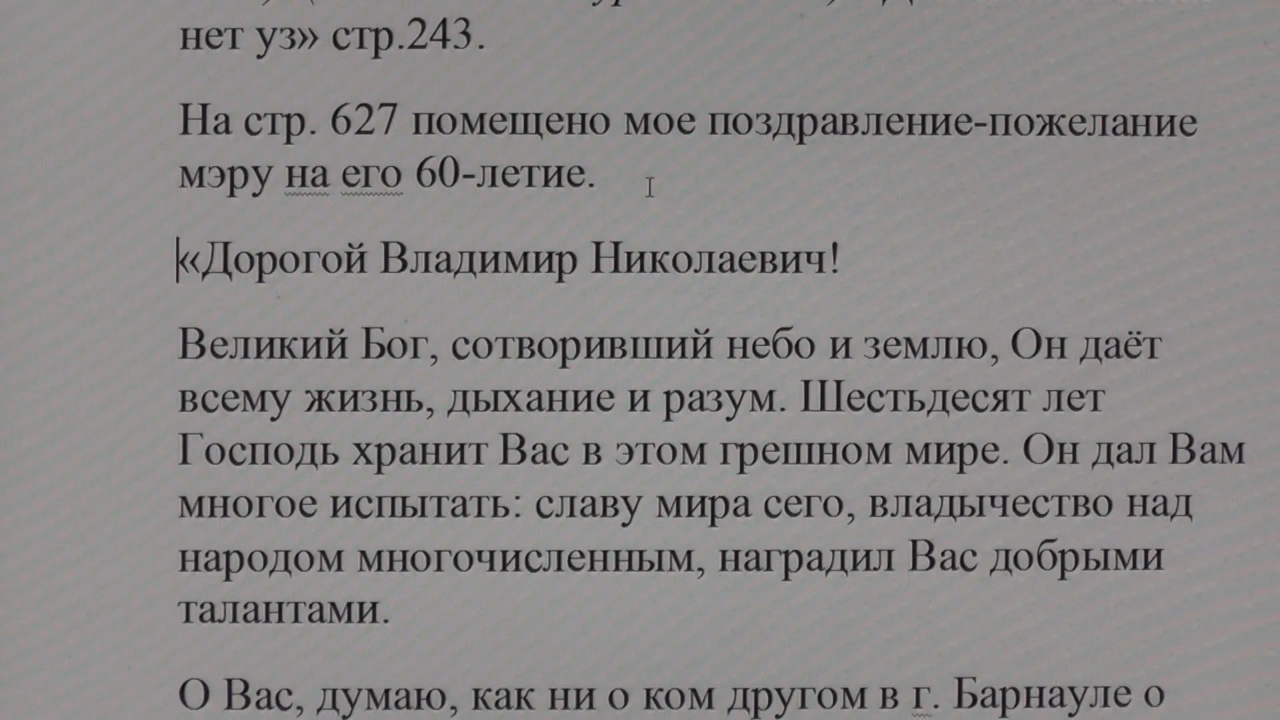 нет уз» стр.243.
На стр. 627 помещено мое поздравление-пожелание
мэру на его 60-летие.
«Дорогой Владимир Николаевич!
Великий Бог, сотворивший небо и землю, Он даёт
всему жизнь, дыхание и разум. Шестьдесят лет
Господь хранит Вас в этом грешном мире. Он дал Вам
многое испытать: славу мира сего, владычество над
народом многочисленным, наградил Вас добрыми
талантами.
О Вас, думаю, как ни о ком другом в г. Барнауле о